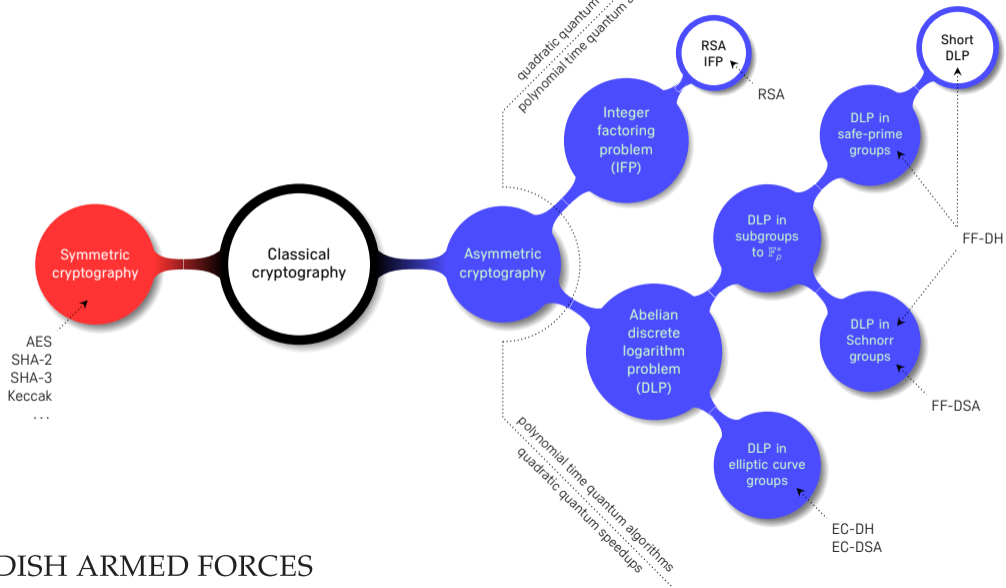 quadratic quantum
polynomial time quantum
RSA
IFP
RSA
Short
DLP
Integer
factoring
problem
(IFP)
DLP in
safe-prime
groups
Symmetric
cryptography
Classical
cryptography
Asymmetric
cryptography
DLP in
subgroups
to 𝔽*ₚ
FF-DH
AES
SHA-2
SHA-3
Keccak
...
Abelian
discrete
logarithm
problem
(DLP)
DLP in
Schnorr
groups
FF-DSA
DLP in
elliptic curve
groups
EC-DH
EC-DSA
polynomial time quantum algorithms
quadratic quantum speedups
DISH ARMED FORCES